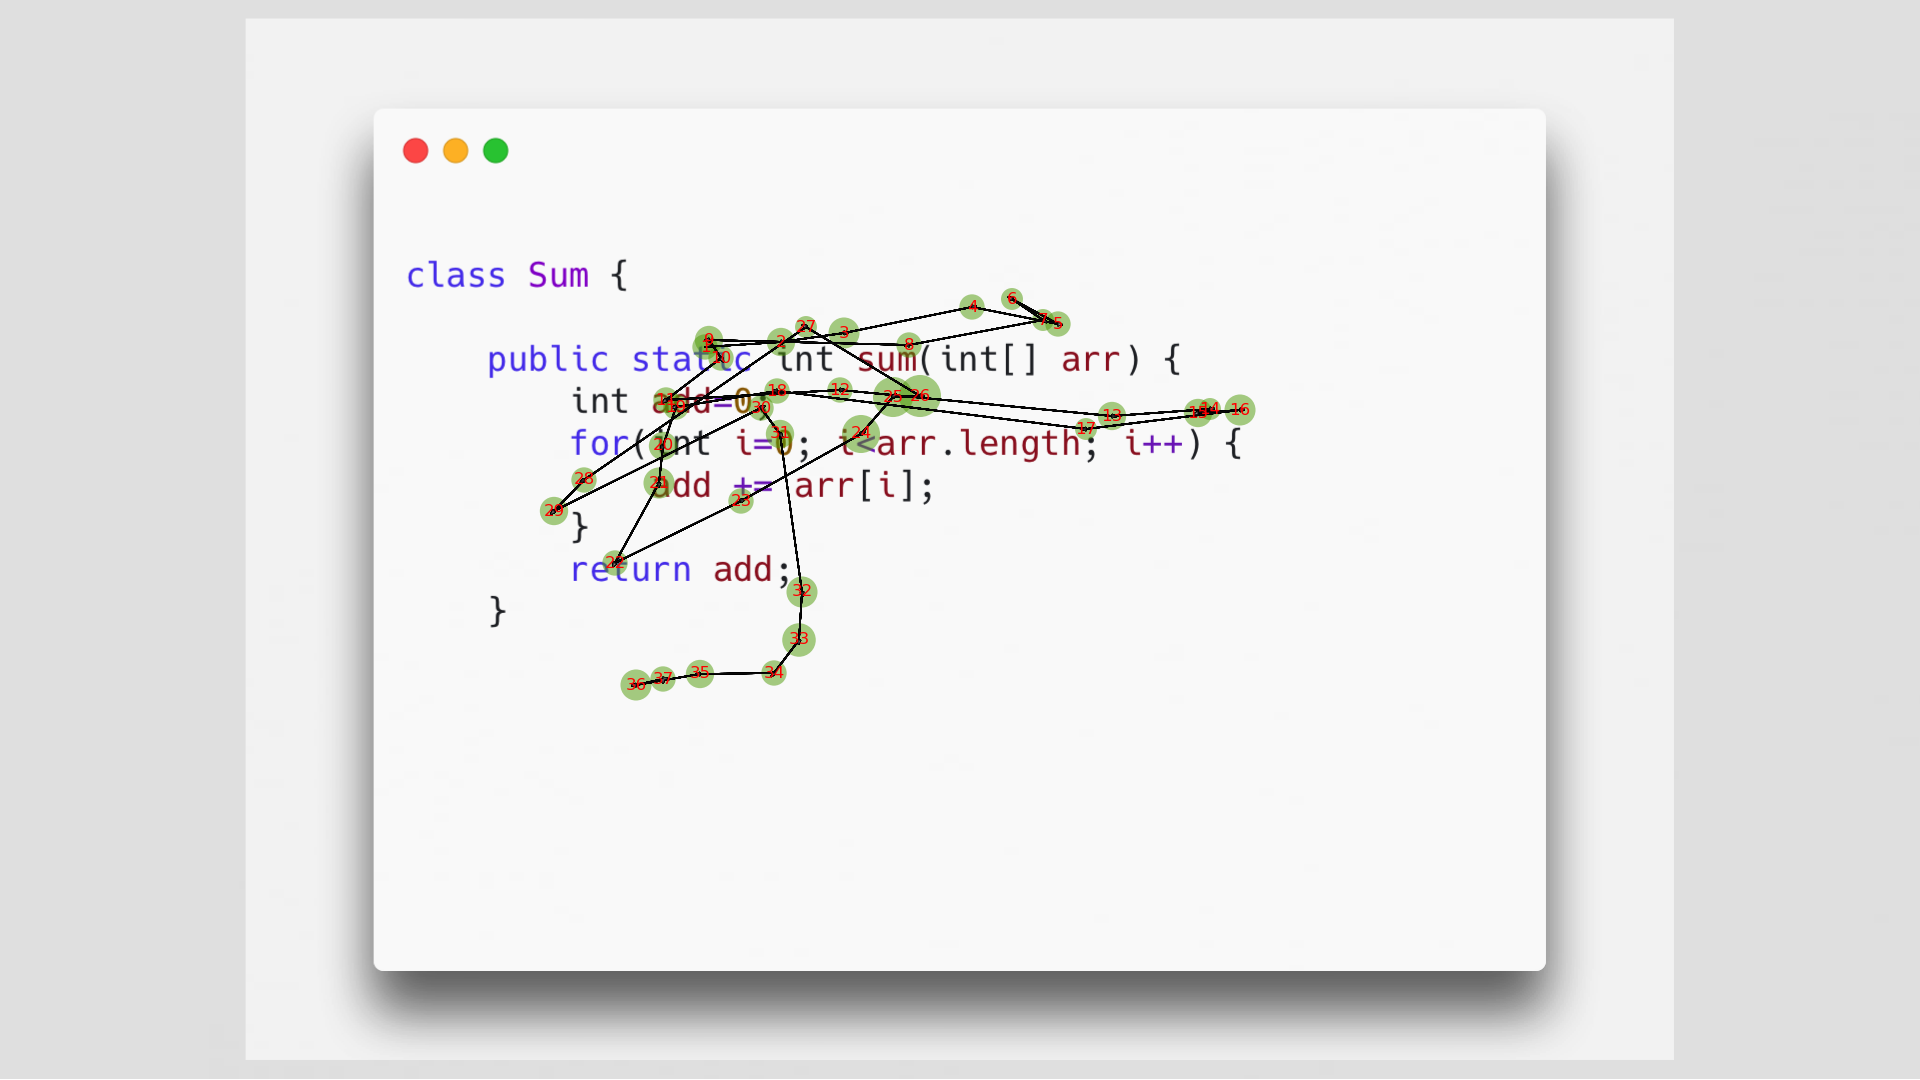 class Sum {
public static int sum(int[] arr) {
int add=0;
for(int i=0; i<arr.length; i++) {
add += arr[i];
}
return add;
}
6
4
7 5
3
27
9
1 2 8
10
18 12 25 26
11 19 30 13 15 14 16
20 31 24 17
28 21
29 23
22
32
33
36 37 35 34